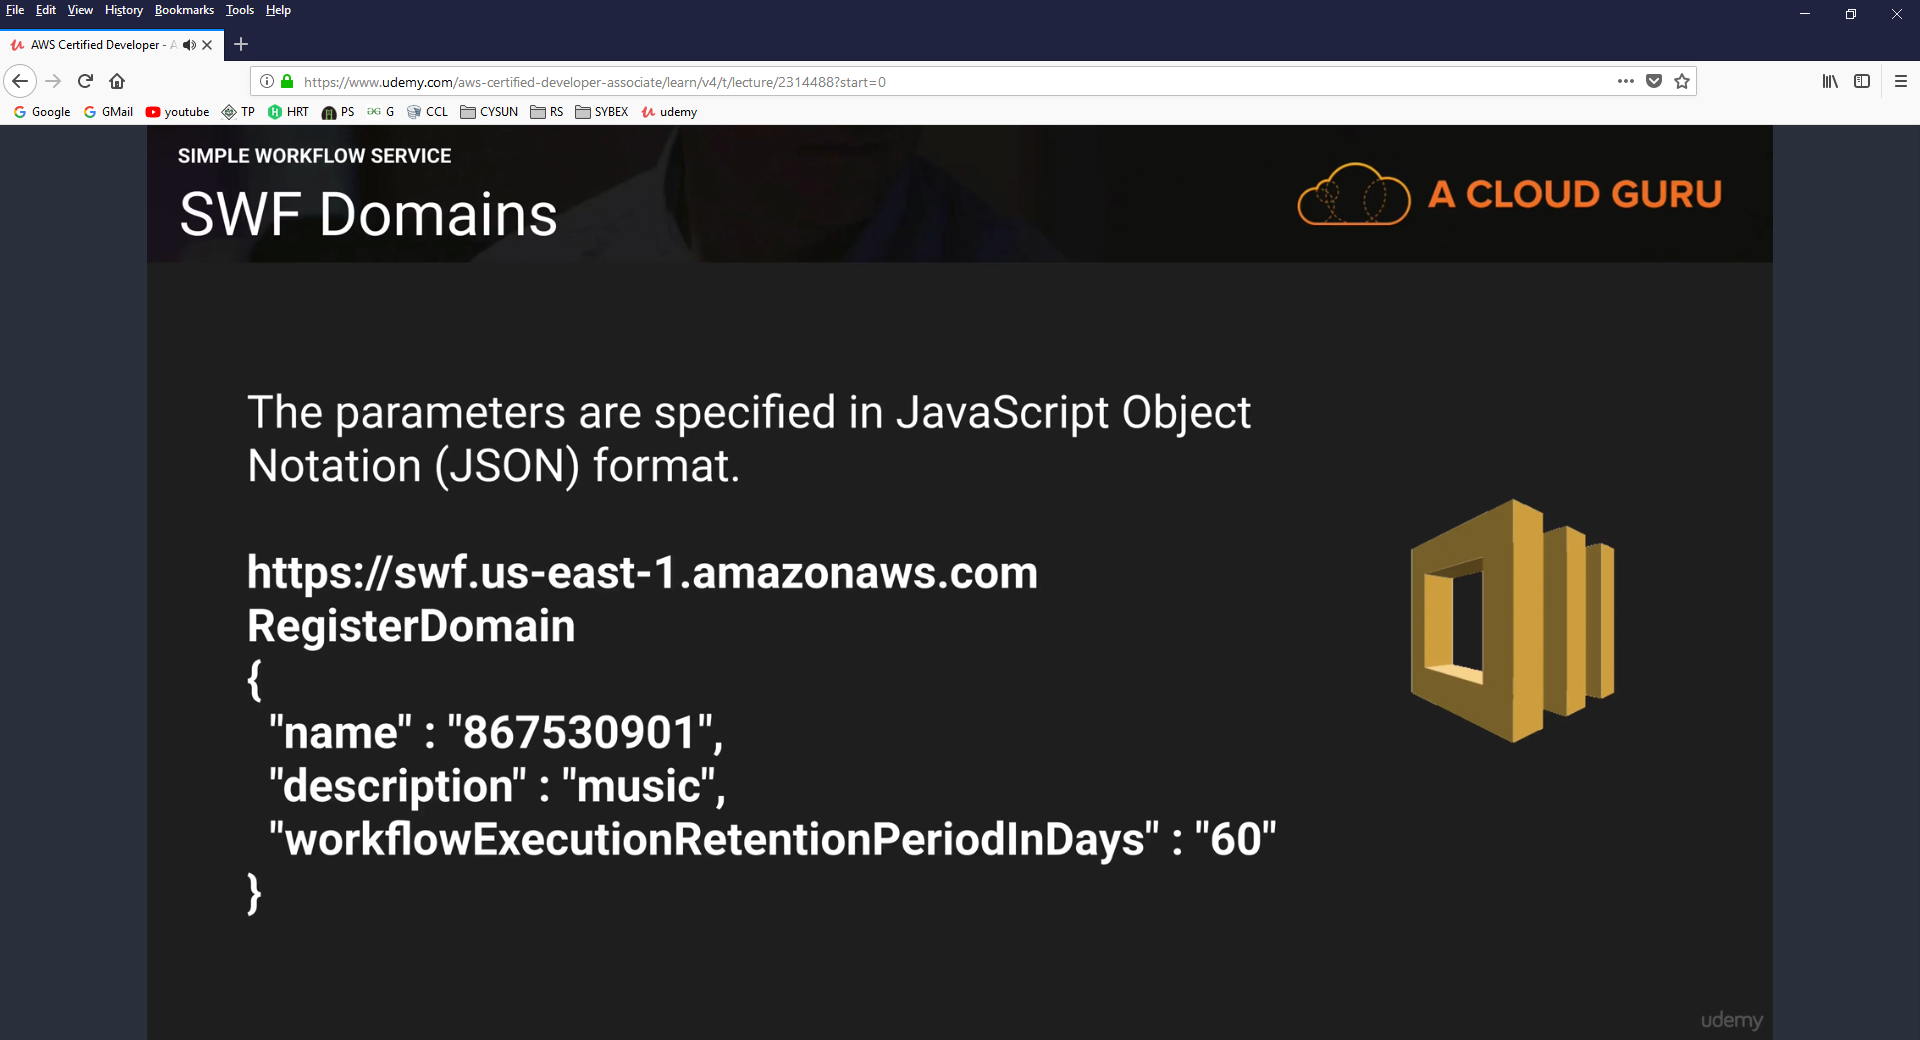 File Edit View History Bookmarks Tools Help
AWS Certified Developer - A
https://www.udemy.com/aws-certified-developer-associate/learn/v4/t/lecture/2314488?start=0
Google GMail youtube TP HRT PS G CCL CYSUN RS SYBEX udemy
SIMPLE WORKFLOW SERVICE
SWF Domains
A CLOUD GURU
The parameters are specified in JavaScript Object
Notation (JSON) format.
https://swf.us-east-1.amazonaws.com
RegisterDomain
{
"name" : "867530901",
"description" : "music",
"workflowExecutionRetentionPeriodInDays" : "60"
}
udemy